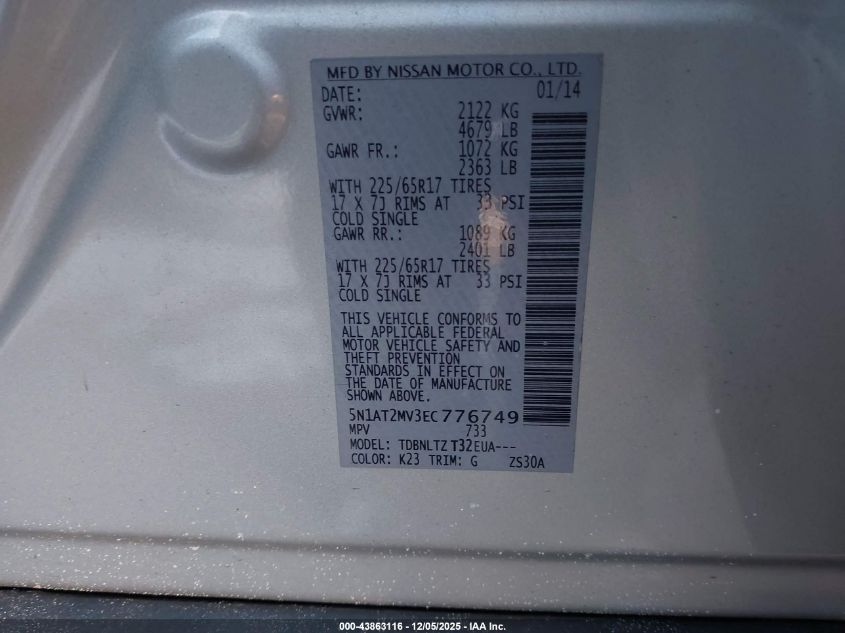 MFD BY NISSAN MOTOR CO., LTD.
DATE: 01/14
GVWR: 2122 KG
4679 LB
GAWR FR.: 1072 KG
2363 LB
WITH 225/65R17 TIRES
17 X 7J RIMS AT 33 PSI
COLD SINGLE
GAWR RR.: 1089 KG
2401 LB
WITH 225/65R17 TIRES
17 X 7J RIMS AT 33 PSI
COLD SINGLE
THIS VEHICLE CONFORMS TO
ALL APPLICABLE FEDERAL
MOTOR VEHICLE SAFETY AND
THEFT PREVENTION
STANDARDS IN EFFECT ON
THE DATE OF MANUFACTURE
SHOWN ABOVE.
5N1AT2MV3EC776749
MPV 733
MODEL: TDBNLTZ T32EUA---
COLOR: K23 TRIM: G ZS30A
000-43863116 - 12/05/2025 - IAA Inc.